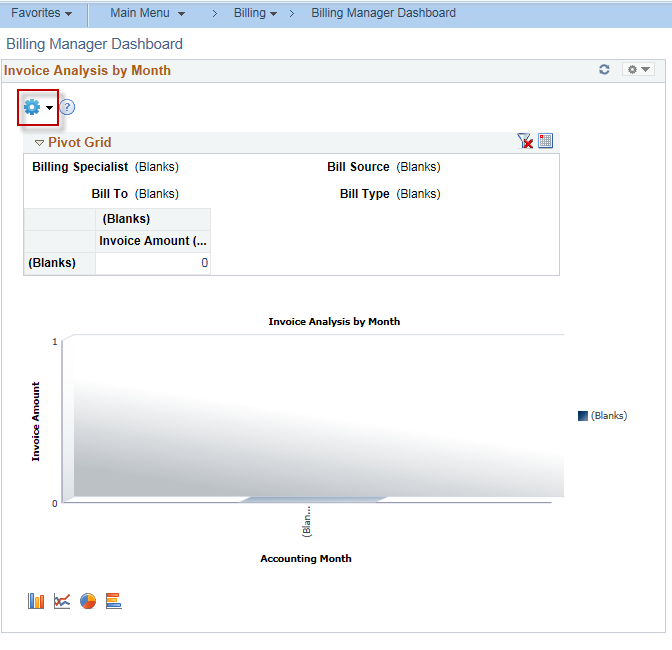 Favorites Main Menu > Billing > Billing Manager Dashboard
Billing Manager Dashboard
Invoice Analysis by Month
?
Pivot Grid
Billing Specialist (Blanks) Bill Source (Blanks)
Bill To (Blanks) Bill Type (Blanks)
(Blanks)
Invoice Amount (...
(Blanks) 0
Invoice Analysis by Month
1
Invoice Amount
(Blanks)
0
(Blan...
Accounting Month